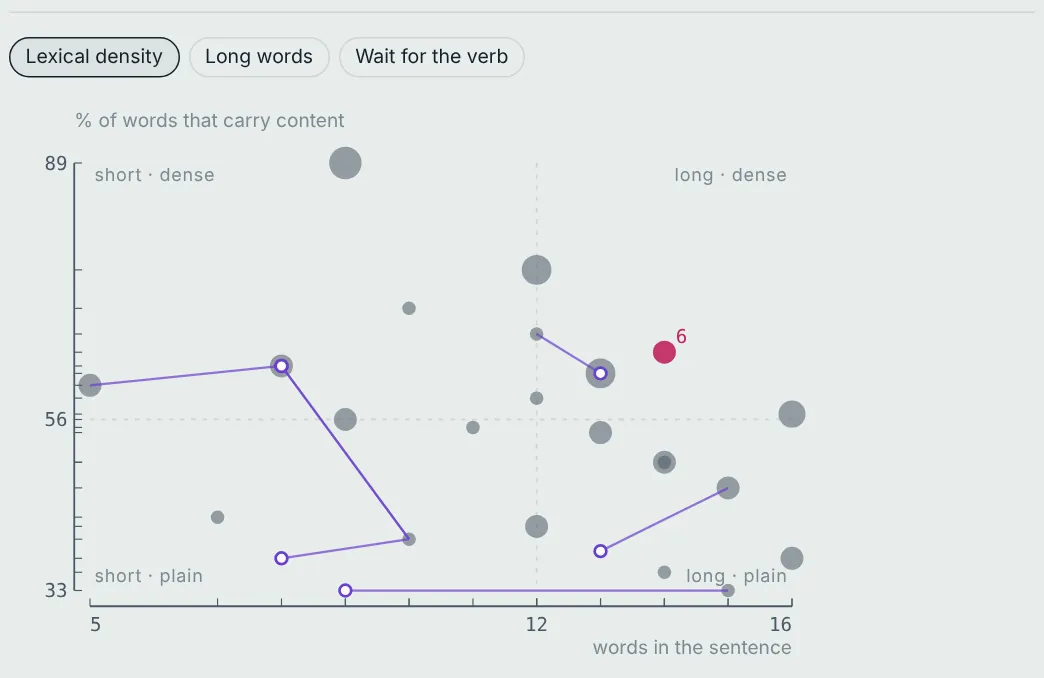 Lexical density Long words Wait for the verb
% of words that carry content
89
short · dense long · dense
6
56
short · plain long · plain
33
5 12 16
words in the sentence